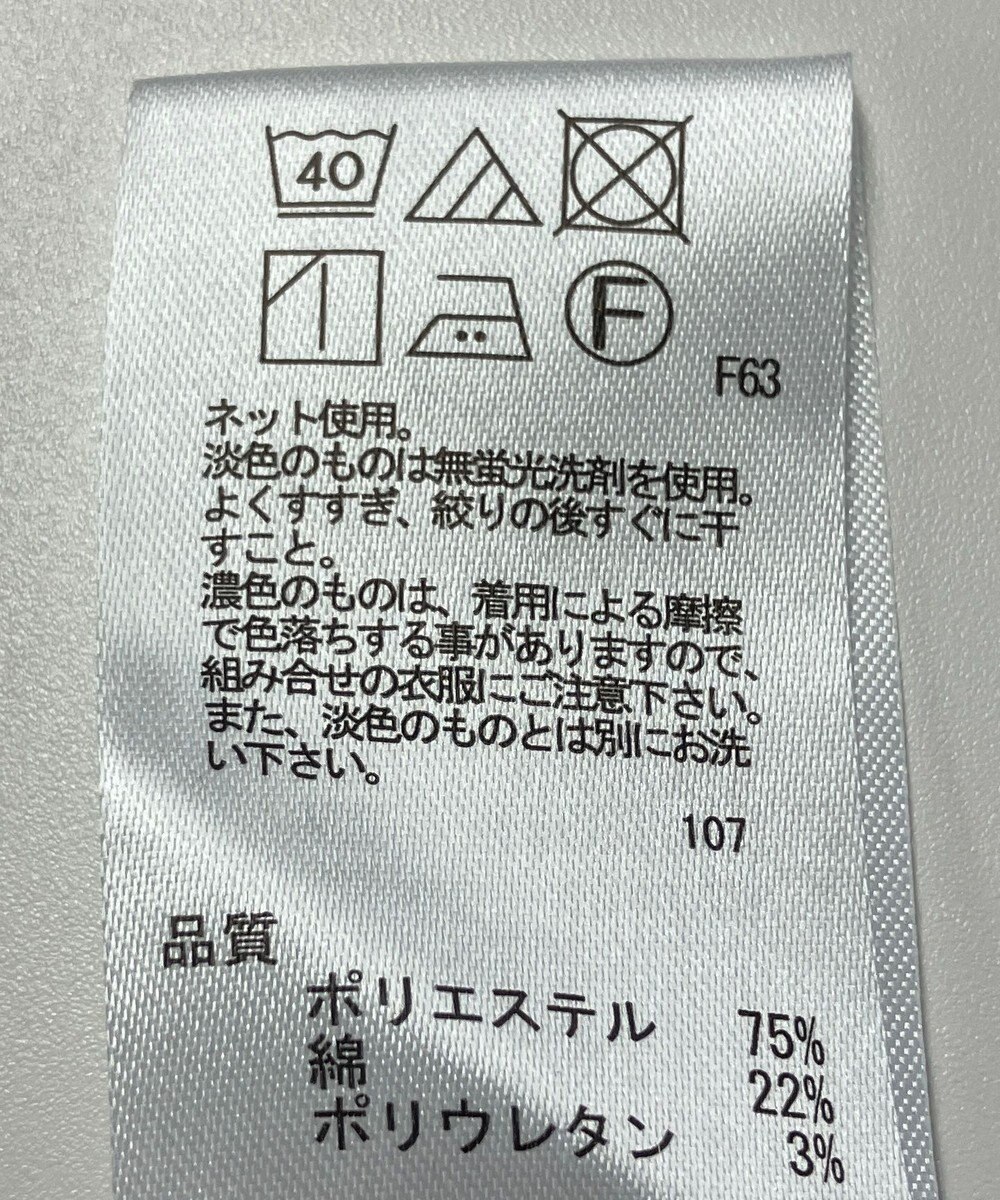 40
F
F63
ネット使用。
淡色のものは無蛍光洗剤を使用。
よくすすぎ、絞りの後すぐに干
すこと。
濃色のものは、着用による摩擦
で色落ちする事がありますので、
組み合せの衣服にご注意下さい。
また、淡色のものとは別にお洗
い下さい。
107
品質
ポリエステル 75%
綿 22%
ポリウレタン 3%